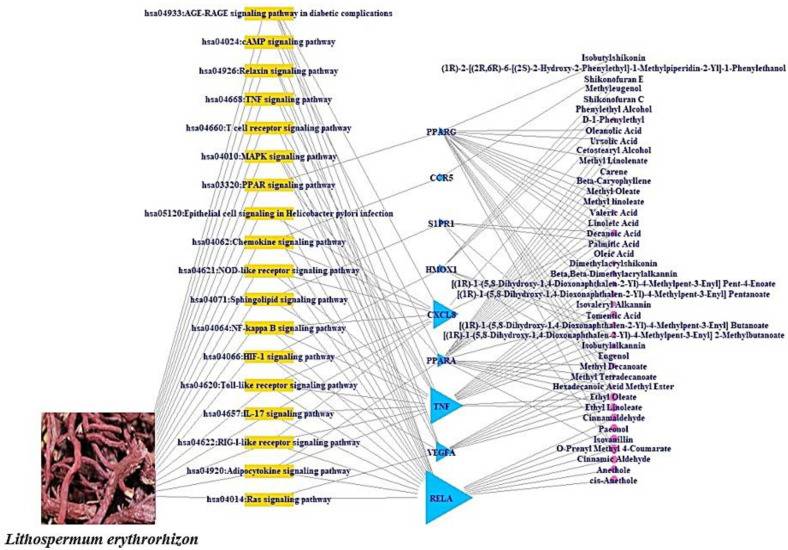 hsa04933:AGE-RAGE signaling pathway in diabetic complications
hsa04024:cAMP signaling pathway
hsa04926:Relaxin signaling pathway
hsa04668:TNF signaling pathway
hsa04660:T cell receptor signaling pathway
hsa04010:MAPK signaling pathway
hsa03320:PPAR signaling pathway
hsa05120:Epithelial cell signaling in Helicobacter pylori infection
hsa04062:Chemokine signaling pathway
hsa04621:NOD-like receptor signaling pathway
hsa04071:Sphingolipid signaling pathway
hsa04064:NF-kappa B signaling pathway
hsa04066:HIF-1 signaling pathway
hsa04620:Toll-like receptor signaling pathway
hsa04657:IL-17 signaling pathway
hsa04622:RIG-I-like receptor signaling pathway
hsa04920:Adipocytokine signaling pathway
hsa04014:Ras signaling pathway
PPARG
CCR5
S1PR1
HMOX1
CXCL8
PPARA
TNF
VEGFA
RELA
Isobutylshikonin
(1R)-2-[(2R,6R)-6-[(2S)-2-Hydroxy-2-Phenylethyl]-1-Methylpiperidin-2-Yl]-1-Phenylethanol
Shikonofuran E
Methyleugenol
Shikonofuran C
Phenylethyl Alcohol
D-1-Phenylethyl
Oleanolic Acid
Ursolic Acid
Cetostearyl Alcohol
Methyl Linolenate
Carene
Beta-Caryophyllene
Methyl Oleate
Methyl linoleate
Valeric Acid
Linoleic Acid
Decanoic Acid
Palmitic Acid
Oleic Acid
Dimethylacrylshikonin
Beta,Beta-Dimethylacrylalkannin
[(1R)-1-(5,8-Dihydroxy-1,4-Dioxonaphthalen-2-Yl)-4-Methylpent-3-Enyl] Pent-4-Enoate
[(1R)-1-(5,8-Dihydroxy-1,4-Dioxonaphthalen-2-Yl)-4-Methylpent-3-Enyl] Pentanoate
Isovaleryl Alkannin
Tomentic Acid
[(1R)-1-(5,8-Dihydroxy-1,4-Dioxonaphthalen-2-Yl)-4-Methylpent-3-Enyl] Butanoate
[(1R)-1-(5,8-Dihydroxy-1,4-Dioxonaphthalen-2-Yl)-4-Methylpent-3-Enyl] 2-Methylbutanoate
Isobutylalkannin
Eugenol
Methyl Decanoate
Methyl Tetradecanoate
Hexadecanoic Acid Methyl Ester
Ethyl Oleate
Ethyl Linoleate
Cinnamaldehyde
Paeonol
Isovanillin
O-Prenyl Methyl 4-Coumarate
Cinnamic Aldehyde
Anethole
cis-Anethole
Lithospermum erythrorhizon